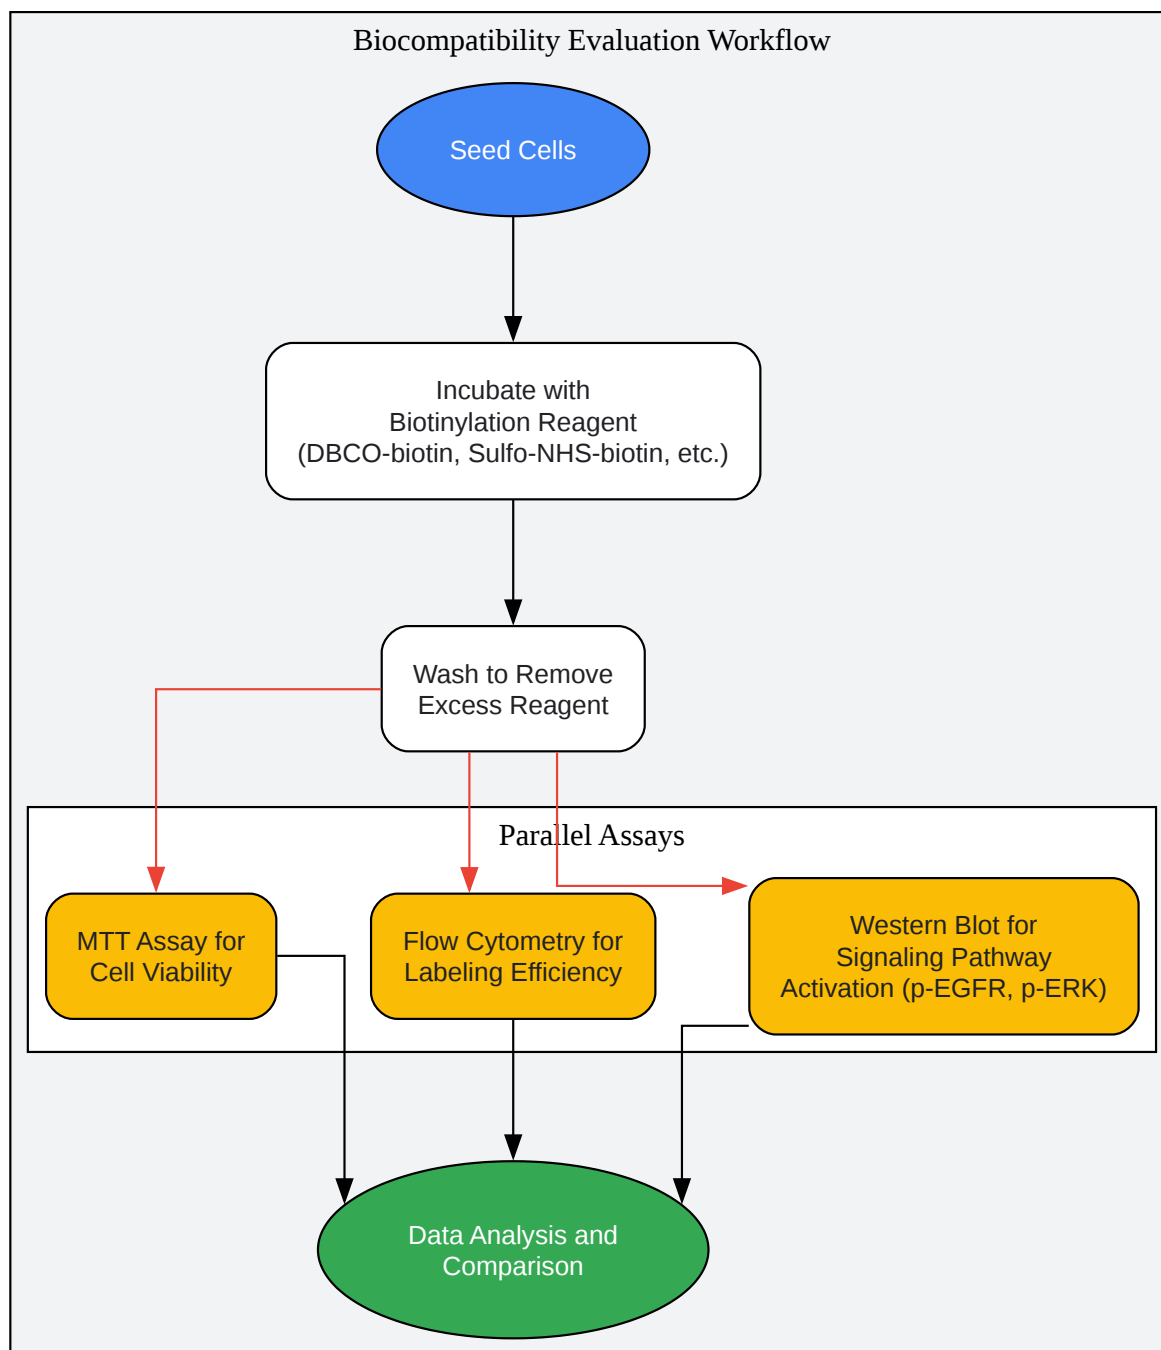 Biocompatibility Evaluation Workflow
Seed Cells
Incubate with
Biotinylation Reagent
(DBCO-biotin, Sulfo-NHS-biotin, etc.)
Wash to Remove
Excess Reagent
Parallel Assays
MTT Assay for
Cell Viability
Flow Cytometry for
Labeling Efficiency
Western Blot for
Signaling Pathway
Activation (p-EGFR, p-ERK)
Data Analysis and
Comparison